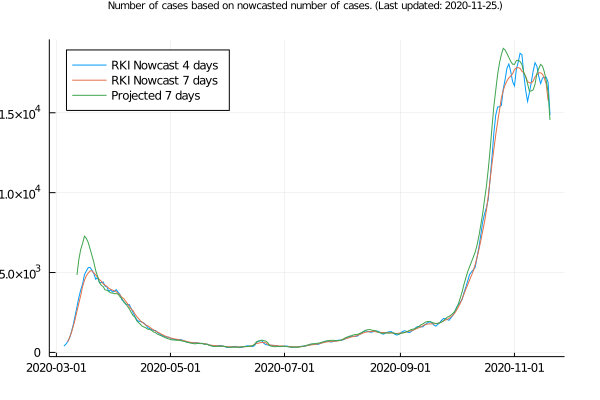 Number of cases based on nowcasted number of cases. (Last updated: 2020-11-25.)
RKI Nowcast 4 days
RKI Nowcast 7 days
Projected 7 days
1.5×10⁴
1.0×10⁴
5.0×10³
0
2020-03-01 2020-05-01 2020-07-01 2020-09-01 2020-11-01